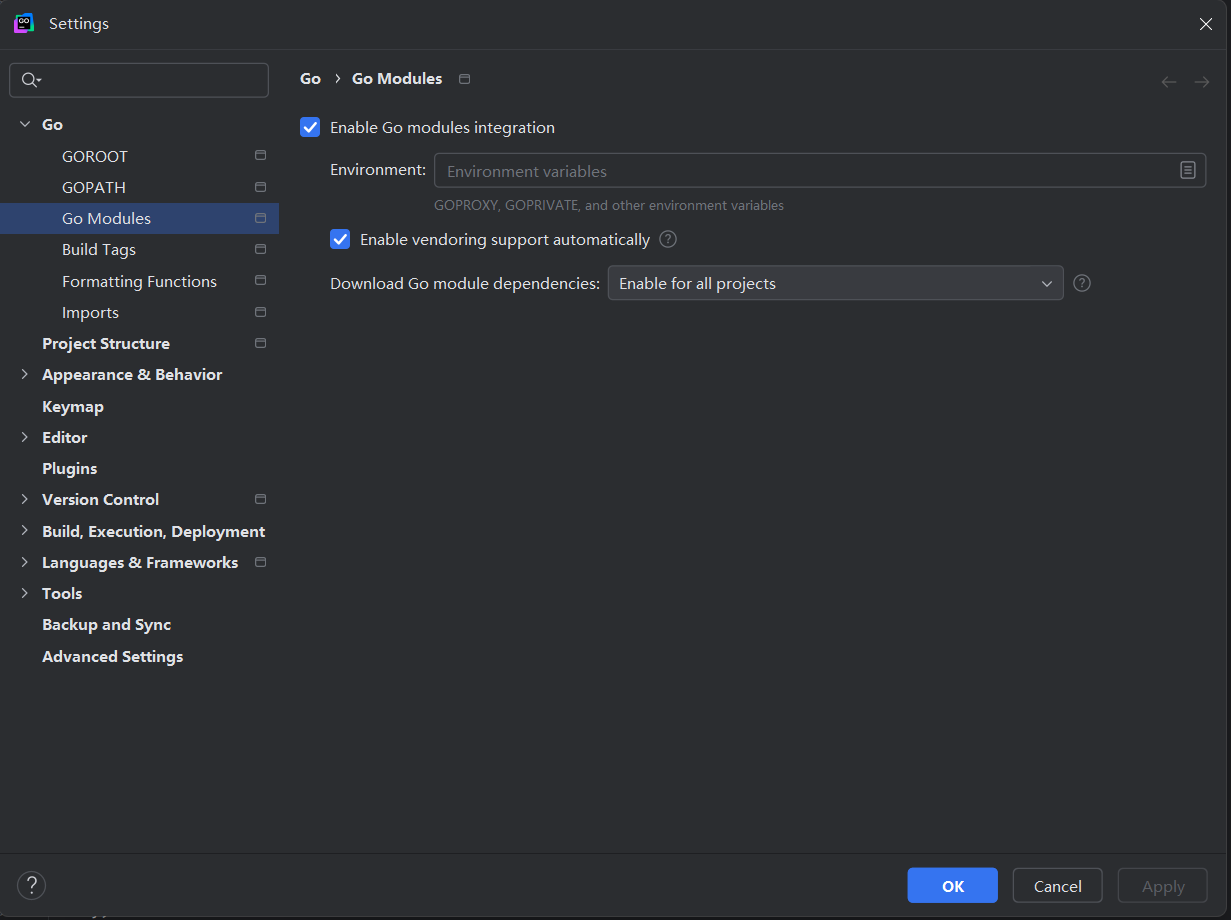 Settings
Go
GOROOT
GOPATH
Go Modules
Build Tags
Formatting Functions
Imports
Project Structure
Appearance & Behavior
Keymap
Editor
Plugins
Version Control
Build, Execution, Deployment
Languages & Frameworks
Tools
Backup and Sync
Advanced Settings
Go › Go Modules
Enable Go modules integration
Environment: Environment variables
GOPROXY, GOPRIVATE, and other environment variables
Enable vendoring support automatically ?
Download Go module dependencies: Enable for all projects ?
? OK Cancel Apply